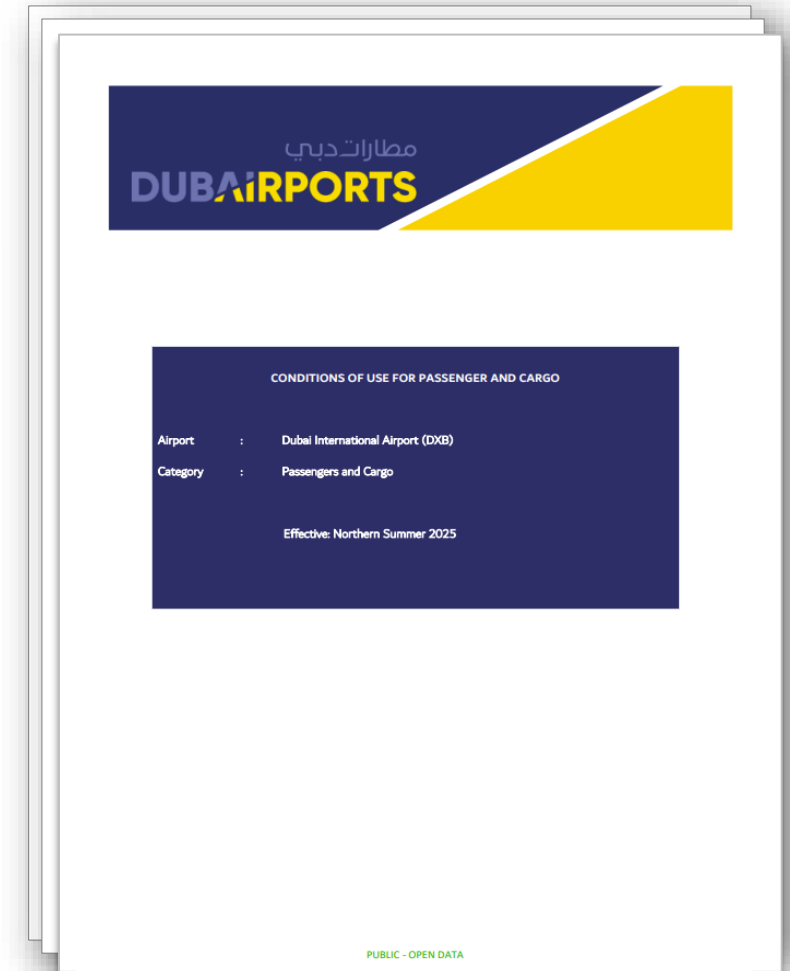 مطارات دبي
DUBAIRPORTS
CONDITIONS OF USE FOR PASSENGER AND CARGO
Airport : Dubai International Airport (DXB)
Category : Passengers and Cargo
Effective: Northern Summer 2025
PUBLIC - OPEN DATA